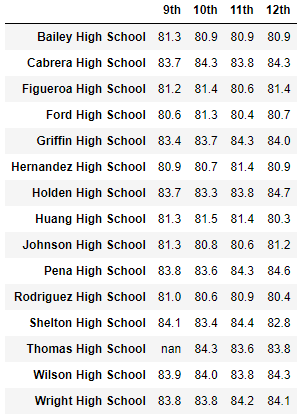 9th 10th 11th 12th
Bailey High School 81.3 80.9 80.9 80.9
Cabrera High School 83.7 84.3 83.8 84.3
Figueroa High School 81.2 81.4 80.6 81.4
Ford High School 80.6 81.3 80.4 80.7
Griffin High School 83.4 83.7 84.3 84.0
Hernandez High School 80.9 80.7 81.4 80.9
Holden High School 83.7 83.3 83.8 84.7
Huang High School 81.3 81.5 81.4 80.3
Johnson High School 81.3 80.8 80.6 81.2
Pena High School 83.8 83.6 84.3 84.6
Rodriguez High School 81.0 80.6 80.9 80.4
Shelton High School 84.1 83.4 84.4 82.8
Thomas High School nan 84.3 83.6 83.8
Wilson High School 83.9 84.0 83.8 84.3
Wright High School 83.8 83.8 84.2 84.1